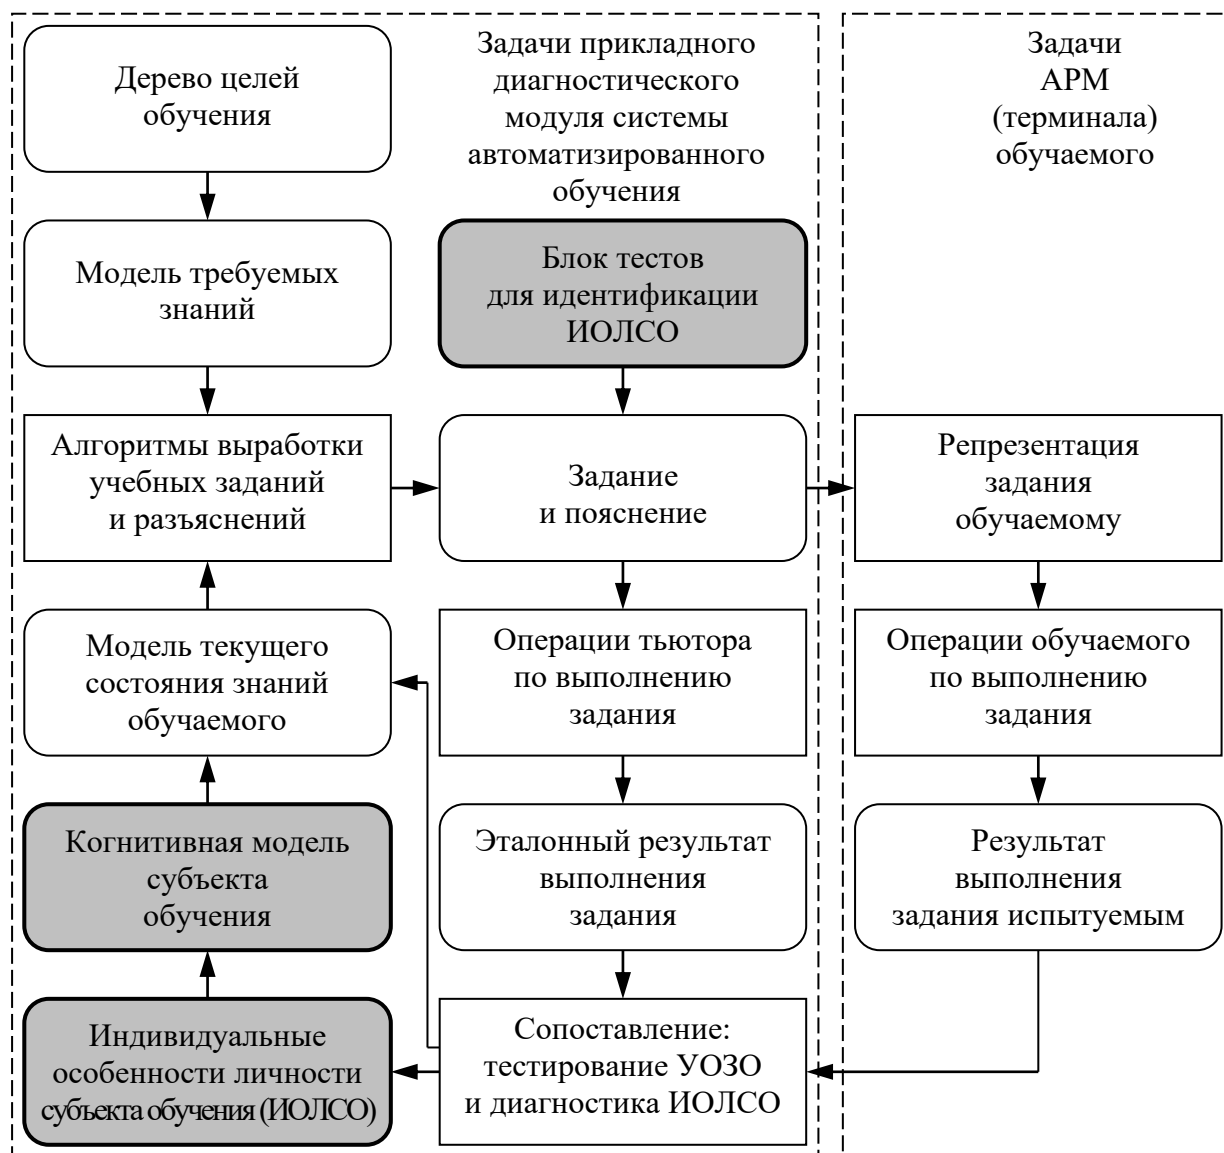 Дерево целей
обучения
Задачи прикладного
диагностического
модуля системы
автоматизированного
обучения
Задачи
АРМ
(терминала)
обучаемого
Модель требуемых
знаний
Блок тестов
для идентификации
ИОЛСО
Алгоритмы выработки
учебных заданий
и разъяснений
Задание
и пояснение
Репрезентация
задания
обучаемому
Модель текущего
состояния знаний
обучаемого
Операции тьютора
по выполнению
задания
Операции обучаемого
по выполнению
задания
Когнитивная модель
субъекта
обучения
Эталонный результат
выполнения
задания
Результат
выполнения
задания испытуемым
Индивидуальные
особенности личности
субъекта обучения (ИОЛСО)
Сопоставление:
тестирование УОЗО
и диагностика ИОЛСО